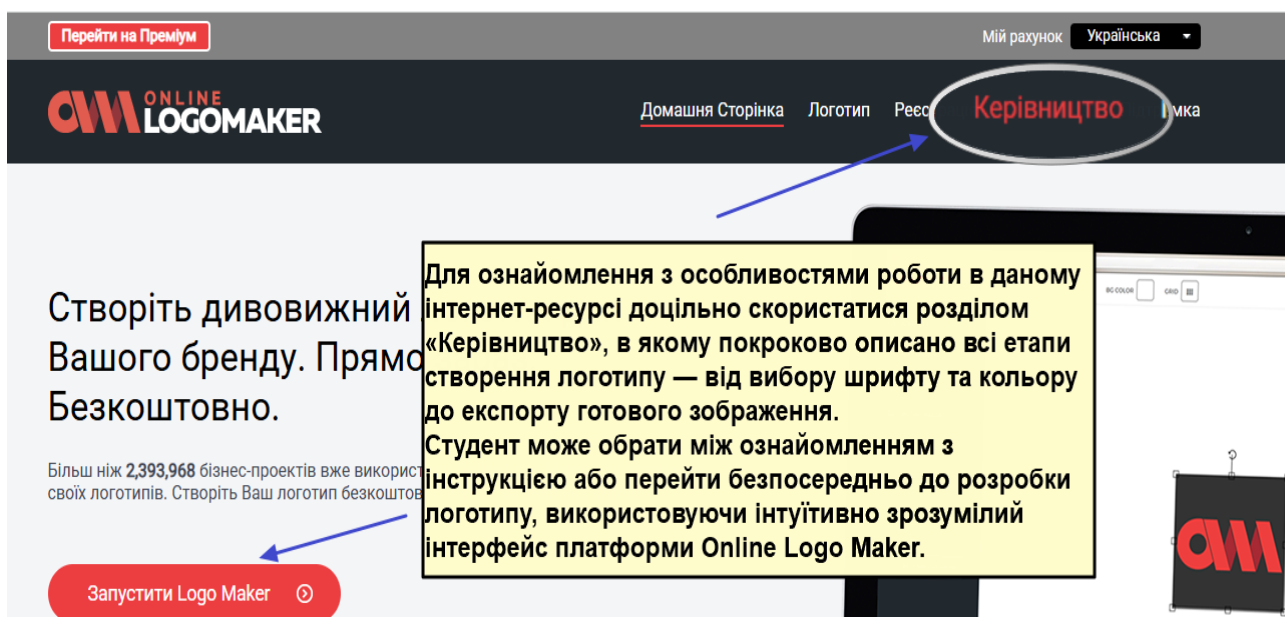 Перейти на Преміум
Мій рахунок Українська
ONLINE
LOGOMAKER
Домашня Сторінка Логотип Керівництво
Створіть дивовижний
Вашого бренду. Прямо
Безкоштовно.
Більш ніж 2,393,968 бізнес-проектів вже
своїх логотипів. Створіть Ваш логотип
Запустити Logo Maker
Для ознайомлення з особливостями роботи в даному
інтернет-ресурсі доцільно скористатися розділом
«Керівництво», в якому покроково описано всі етапи
створення логотипу — від вибору шрифту та кольору
до експорту готового зображення.
Студент може обрати між ознайомленням з
інструкцією або перейти безпосередньо до розробки
логотипу, використовуючи інтуїтивно зрозумілий
інтерфейс платформи Online Logo Maker.
BC COLOR GRID